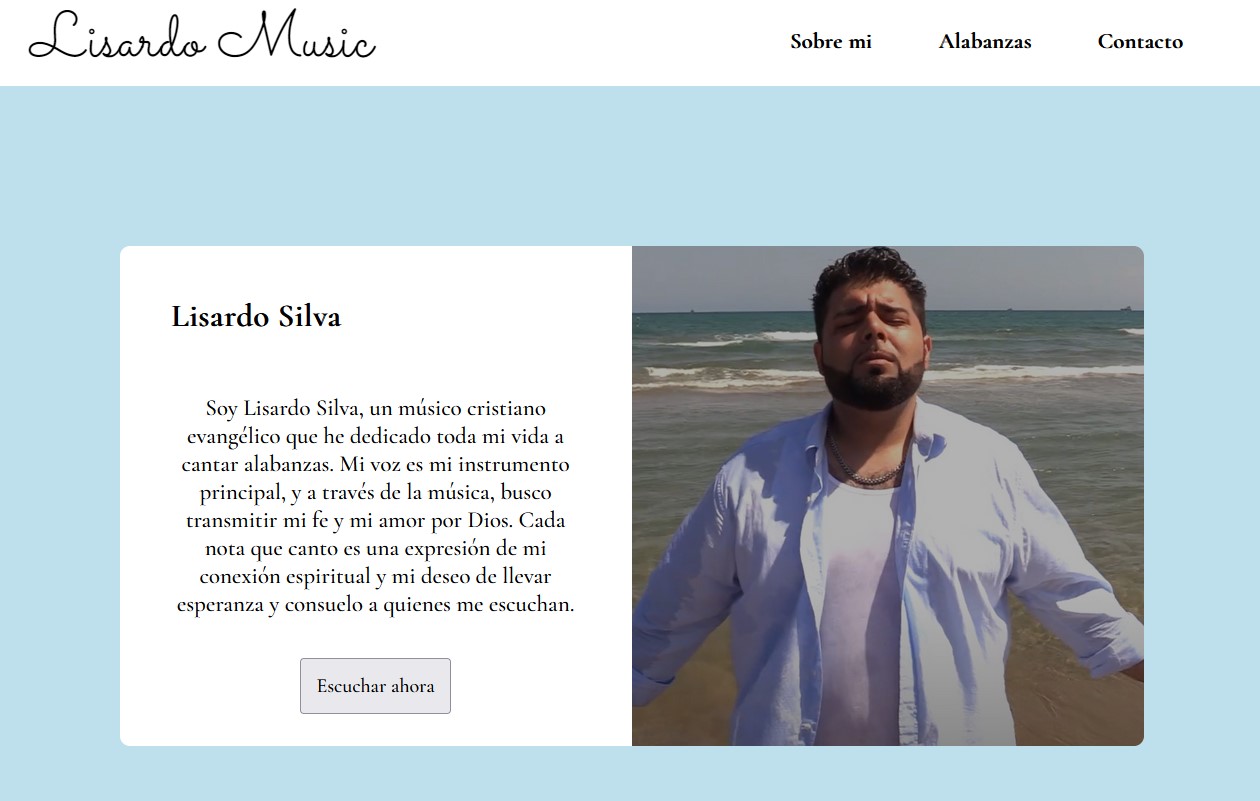 Lisardo Music
Sobre mi
Alabanzas
Contacto
Lisardo Silva
Soy Lisardo Silva, un músico cristiano
evangélico que he dedicado toda mi vida a
cantar alabanzas. Mi voz es mi instrumento
principal, y a través de la música, busco
transmitir mi fe y mi amor por Dios. Cada
nota que canto es una expresión de mi
conexión espiritual y mi deseo de llevar
esperanza y consuelo a quienes me escuchan.
Escuchar ahora